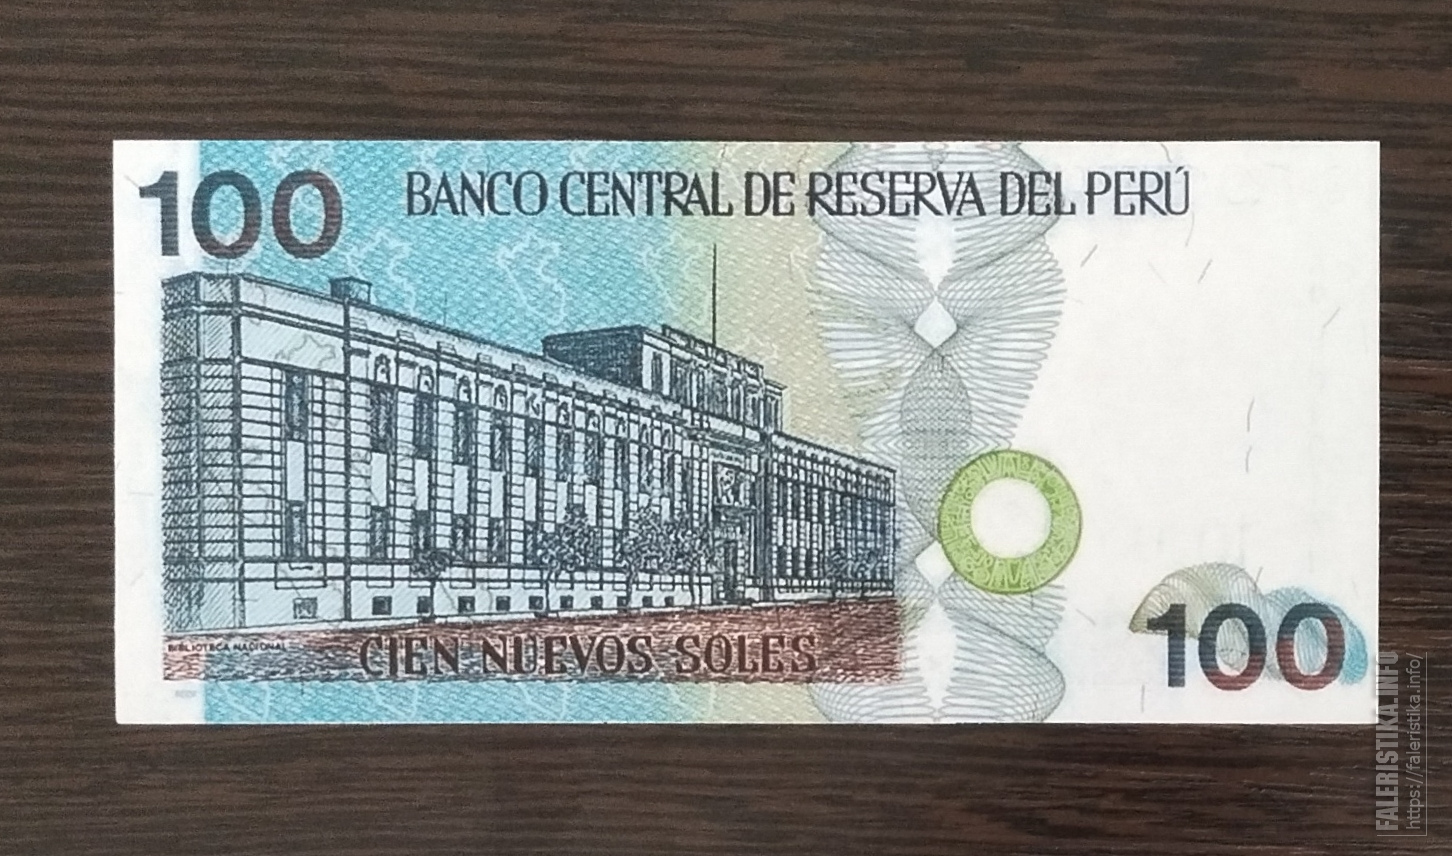 100
BANCO CENTRAL DE RESERVA DEL PERÚ
BIBLIOTECA NACIONAL
CIEN NUEVOS SOLES
100
FALERISTIKA.INFO
https://faleristika.info/